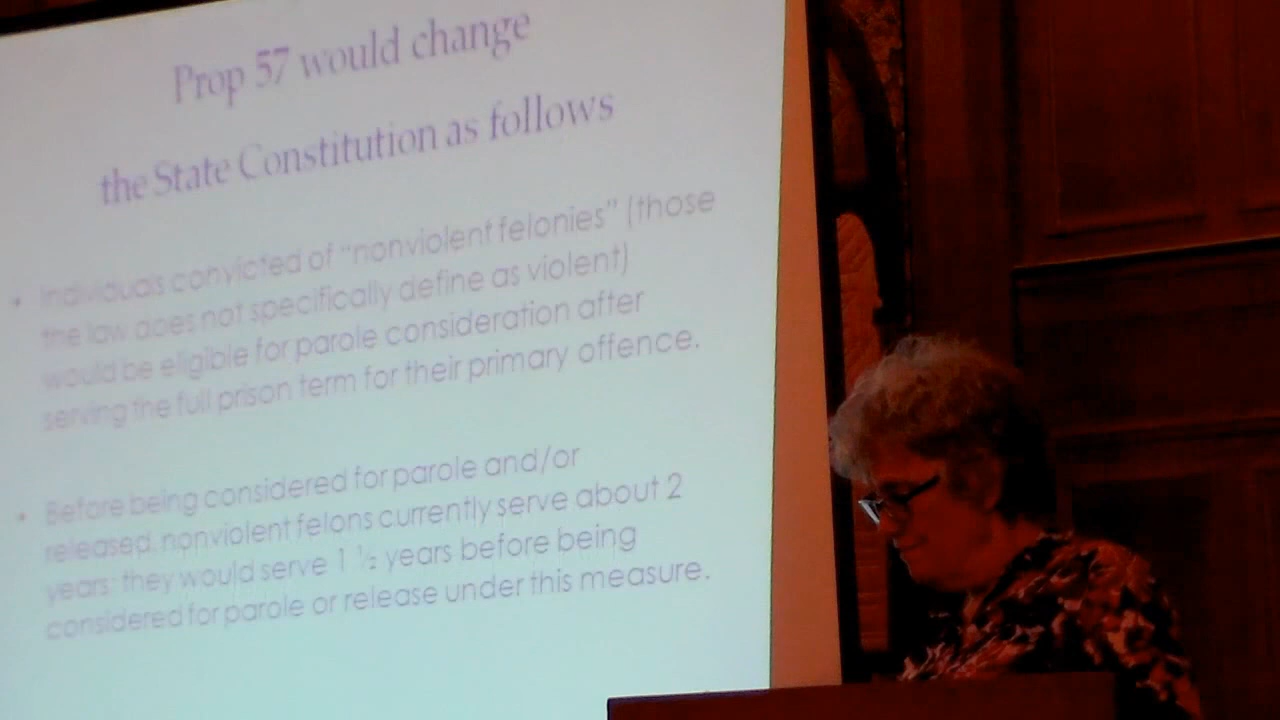 Prop 57 would change
the State Constitution as follows
• Individuals convicted of “nonviolent felonies” (those
the law does not specifically define as violent)
would be eligible for parole consideration after
serving the full prison term for their primary offence.
• Before being considered for parole and/or
released, nonviolent felons currently serve about 2
years; they would serve 1 ½ years before being
considered for parole or release under this measure.